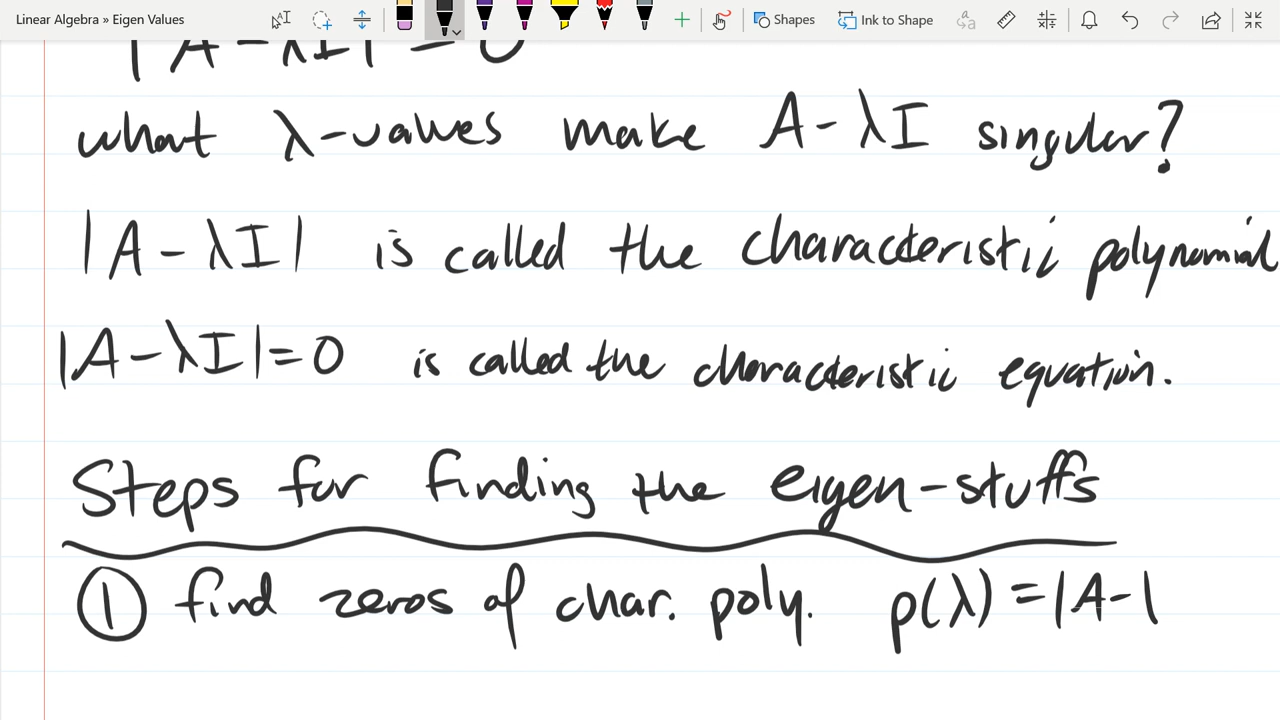 Linear Algebra » Eigen Values
Shapes
Ink to Shape
|A-λI| = 0
what λ-values make A-λI singular?
|A-λI| is called the characteristic polynomial
|A-λI|=0 is called the characteristic equation.
Steps for finding the eigen-stuffs
① find zeros of char. poly. p(λ)=|A-|